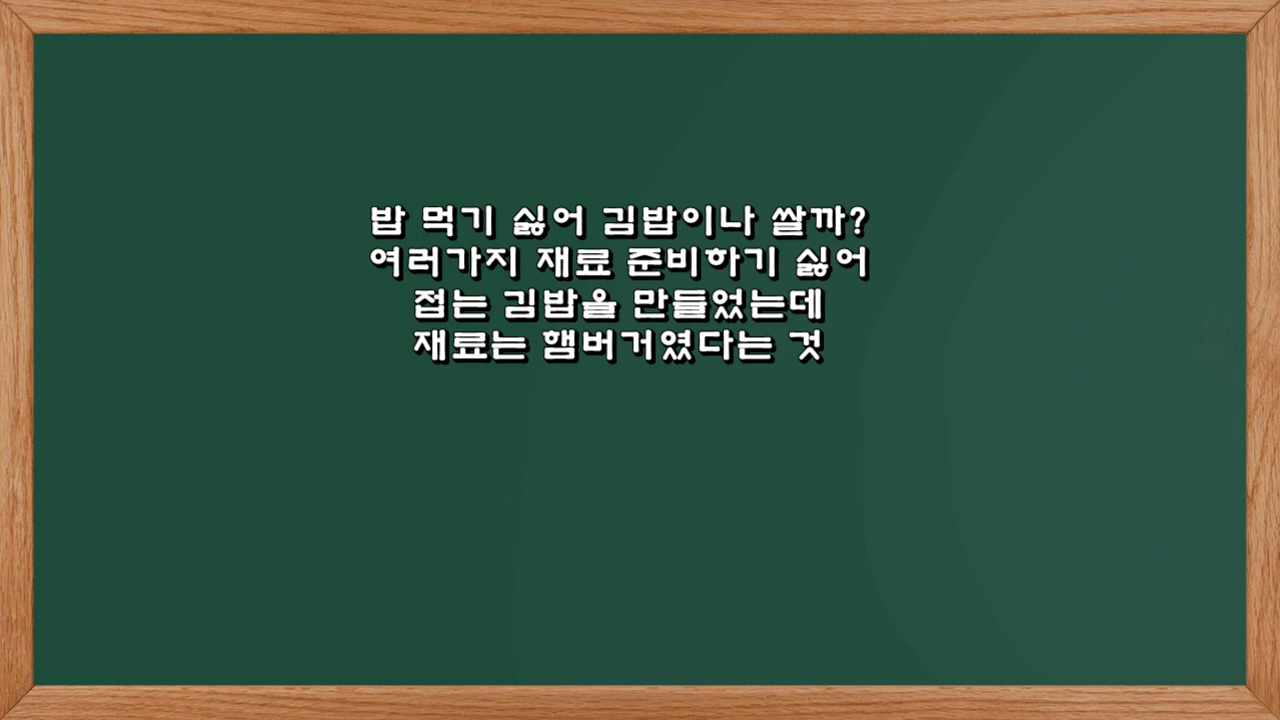 밥 먹기 싫어 김밥이나 쌀까?
여러가지 재료 준비하기 싫어
접는 김밥을 만들었는데
재료는 햄버거였다는 것